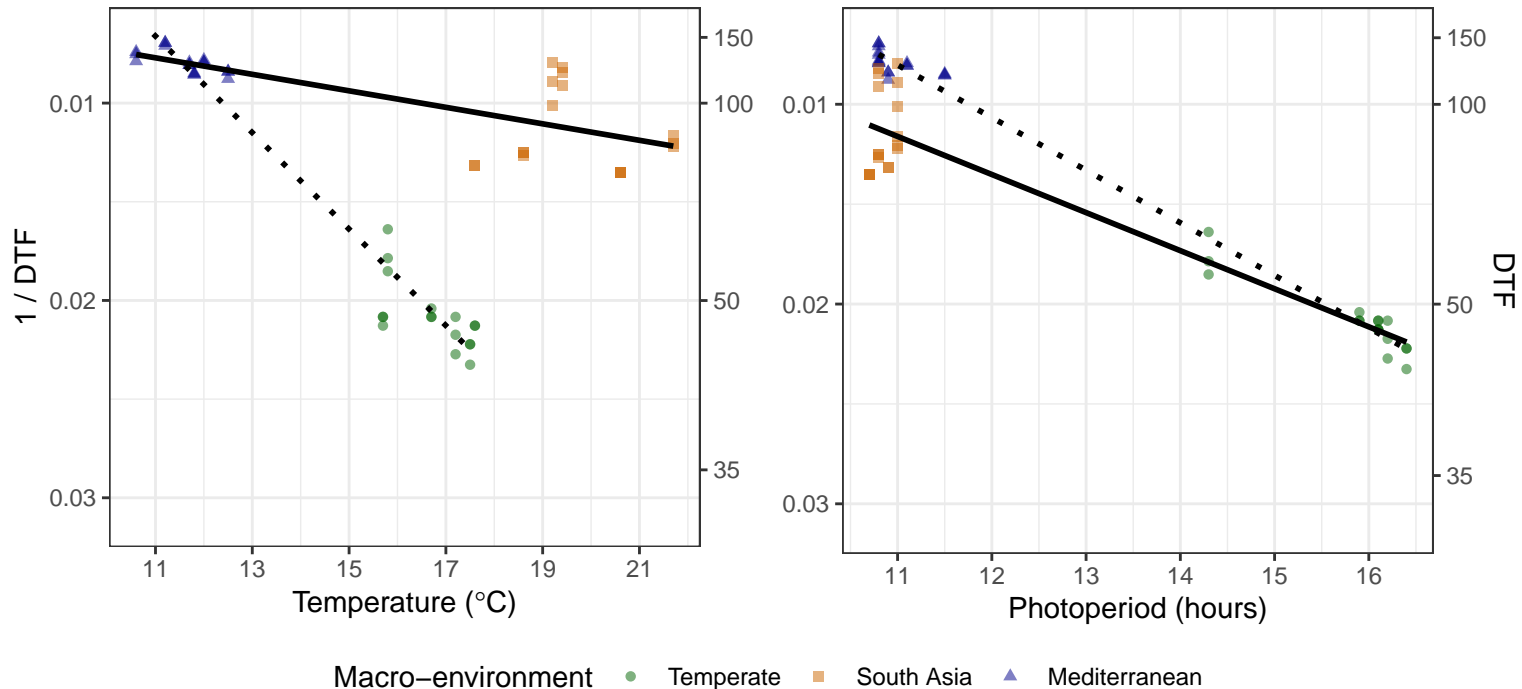 1 / DTF
0.01
0.02
0.03
150
100
50
35
11 13 15 17 19 21
Temperature (°C)
0.01
0.02
0.03
150
100
50
35
DTF
11 12 13 14 15 16
Photoperiod (hours)
Macro−environment Temperate South Asia Mediterranean